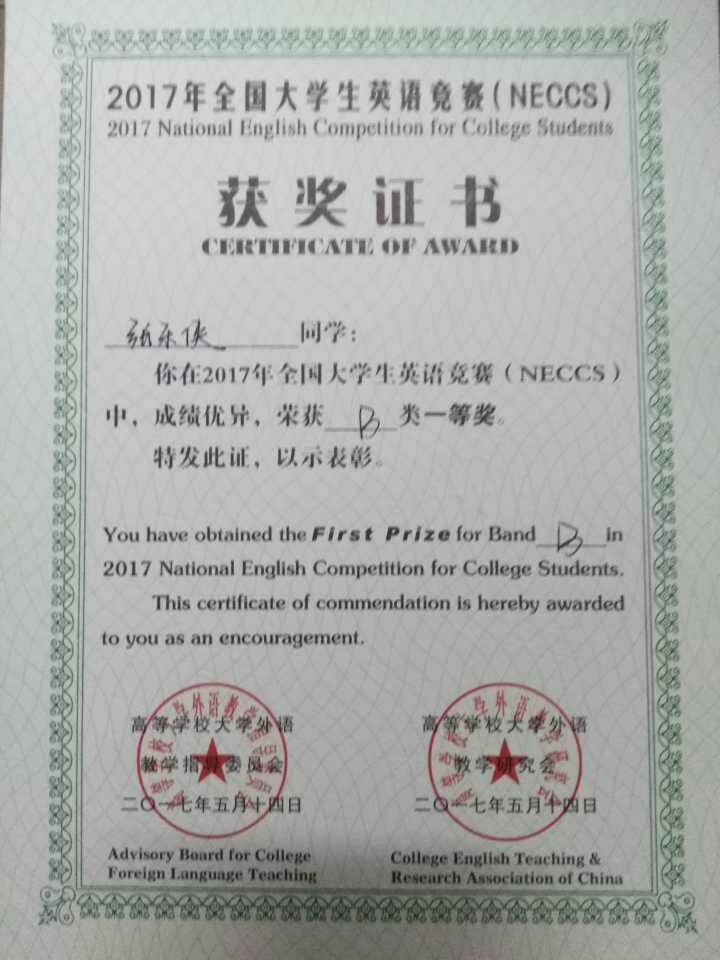 2017年全国大学生英语竞赛(NECCS)
2017 National English Competition for College Students
获奖证书
CERTIFICATE OF AWARD
张乐侠 同学:
你在2017年全国大学生英语竞赛(NECCS)
中，成绩优异，荣获 B 类一等奖。
特发此证，以示表彰。
You have obtained the First Prize for Band B in
2017 National English Competition for College Students.
This certificate of commendation is hereby awarded
to you as an encouragement.
高等学校大学外语
教学指导委员会
二〇一七年五月十四日
Advisory Board for College
Foreign Language Teaching
高等学校大学外语
教学研究会
二〇一七年五月十四日
College English Teaching &
Research Association of China